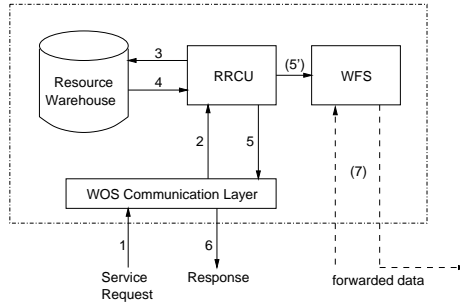 3
RRCU
(5')
WFS
Resource
Warehouse
4
2
5
(7)
WOS Communication Layer
1
6
Service
Request
Response
forwarded data